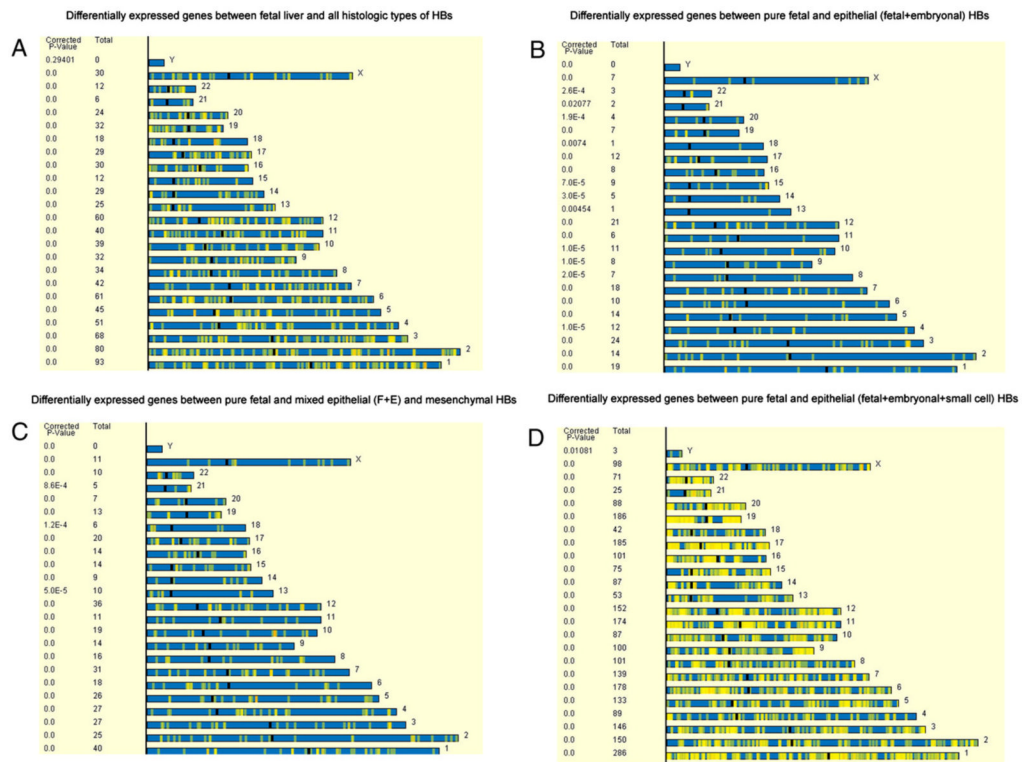 Differentially expressed genes between fetal liver and all histologic types of HBs
A
Corrected P-Value Total
0.29401 0 Y
0.0 30 X
0.0 12 22
0.0 6 21
0.0 24 20
0.0 32 19
0.0 18 18
0.0 29 17
0.0 30 16
0.0 12 15
0.0 29 14
0.0 25 13
0.0 60 12
0.0 40 11
0.0 39 10
0.0 32 9
0.0 34 8
0.0 42 7
0.0 61 6
0.0 45 5
0.0 51 4
0.0 68 3
0.0 80 2
0.0 93 1
Differentially expressed genes between pure fetal and epithelial (fetal+embryonal) HBs
B
Corrected P-Value Total
0.0 0 Y
0.0 7 X
2.6E-4 3 22
0.02077 2 21
1.9E-4 4 20
0.0 7 19
0.0074 1 18
0.0 12 17
0.0 8 16
7.0E-5 9 15
3.0E-5 5 14
0.00454 1 13
0.0 21 12
0.0 6 11
1.0E-5 11 10
1.0E-5 8 9
2.0E-5 7 8
0.0 18 7
0.0 10 6
0.0 14 5
1.0E-5 12 4
0.0 24 3
0.0 14 2
0.0 19 1
Differentially expressed genes between pure fetal and mixed epithelial (F+E) and mesenchymal HBs
C
Corrected P-Value Total
0.0 0 Y
0.0 11 X
0.0 10 22
8.6E-4 5 21
0.0 7 20
0.0 13 19
1.2E-4 6 18
0.0 20 17
0.0 14 16
0.0 14 15
0.0 9 14
5.0E-5 10 13
0.0 36 12
0.0 11 11
0.0 19 10
0.0 14 9
0.0 16 8
0.0 31 7
0.0 18 6
0.0 26 5
0.0 27 4
0.0 27 3
0.0 25 2
0.0 40 1
Differentially expressed genes between pure fetal and epithelial (fetal+embryonal+small cell) HBs
D
Corrected P-Value Total
0.01081 3 Y
0.0 98 X
0.0 71 22
0.0 25 21
0.0 88 20
0.0 186 19
0.0 42 18
0.0 185 17
0.0 101 16
0.0 75 15
0.0 87 14
0.0 53 13
0.0 152 12
0.0 174 11
0.0 87 10
0.0 100 9
0.0 101 8
0.0 139 7
0.0 178 6
0.0 133 5
0.0 89 4
0.0 146 3
0.0 150 2
0.0 286 1